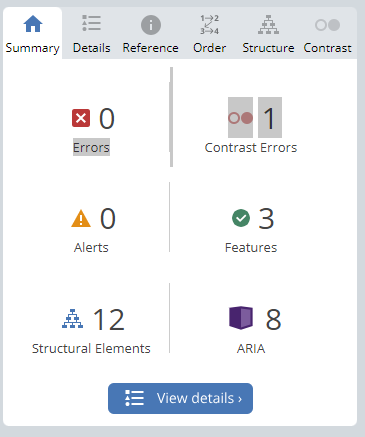 Summary Details Reference Order Structure Contrast
0 1
Errors Contrast Errors
0 3
Alerts Features
12 8
Structural Elements ARIA
View details ›